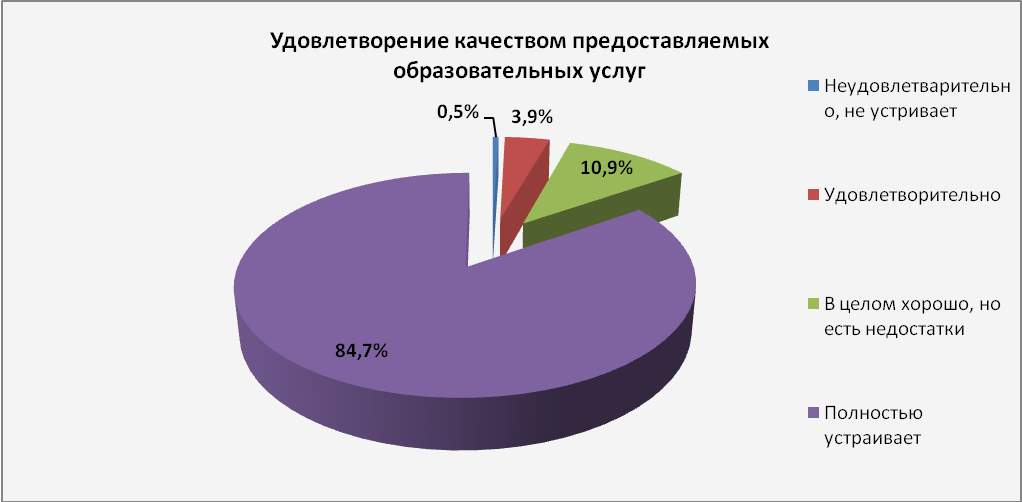 Удовлетворение качеством предоставляемых
образовательных услуг
0,5%
3,9%
10,9%
84,7%
Неудовлетварительн
о, не устривает
Удовлетворительно
В целом хорошо, но
есть недостатки
Полностью
устраивает